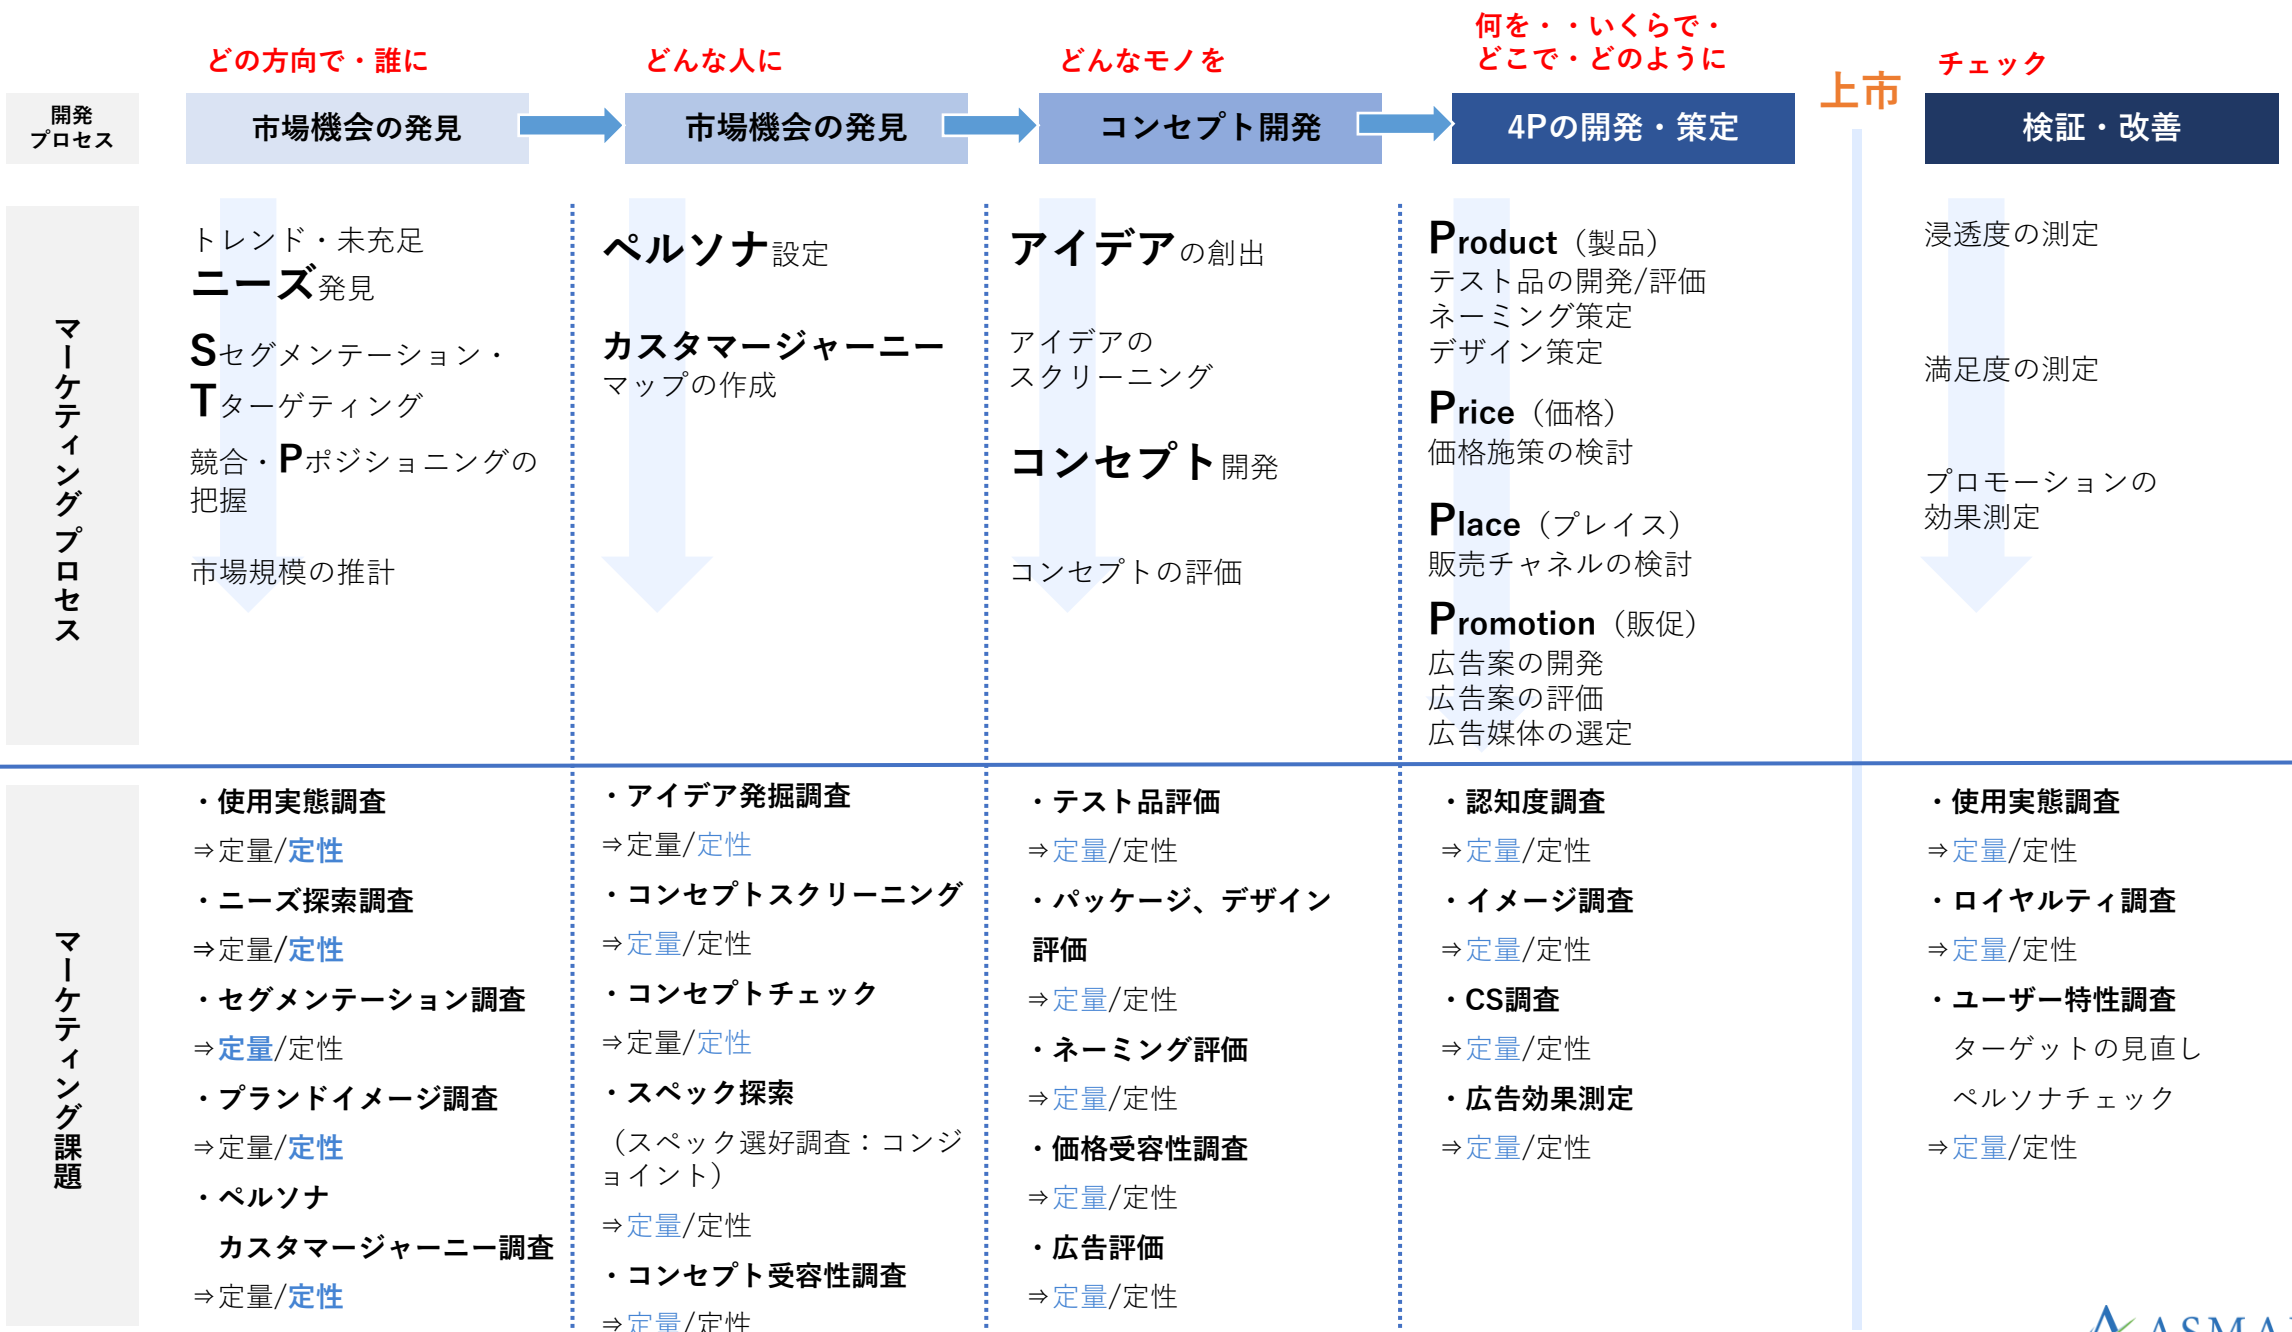 どの方向で・誰に
どんな人に
どんなモノを
何を・・いくらで・
どこで・どのように
上市
チェック
開発
プロセス
市場機会の発見
市場機会の発見
コンセプト開発
4Pの開発・策定
検証・改善
マーケティングプロセス
トレンド・未充足
ニーズ発見
Sセグメンテーション・
Tターゲティング
競合・Pポジショニングの
把握
市場規模の推計
ペルソナ設定
カスタマージャーニー
マップの作成
アイデアの創出
アイデアの
スクリーニング
コンセプト開発
コンセプトの評価
Product（製品）
テスト品の開発/評価
ネーミング策定
デザイン策定
Price（価格）
価格施策の検討
Place（プレイス）
販売チャネルの検討
Promotion（販促）
広告案の開発
広告案の評価
広告媒体の選定
浸透度の測定
満足度の測定
プロモーションの
効果測定
マーケティング課題
・使用実態調査
⇒定量/定性
・ニーズ探索調査
⇒定量/定性
・セグメンテーション調査
⇒定量/定性
・ブランドイメージ調査
⇒定量/定性
・ペルソナ
カスタマージャーニー調査
⇒定量/定性
・アイデア発掘調査
⇒定量/定性
・コンセプトスクリーニング
⇒定量/定性
・コンセプトチェック
⇒定量/定性
・スペック探索
（スペック選好調査：コンジ
ョイント）
⇒定量/定性
・コンセプト受容性調査
⇒定量/定性
・テスト品評価
⇒定量/定性
・パッケージ、デザイン
評価
⇒定量/定性
・ネーミング評価
⇒定量/定性
・価格受容性調査
⇒定量/定性
・広告評価
⇒定量/定性
・認知度調査
⇒定量/定性
・イメージ調査
⇒定量/定性
・CS調査
⇒定量/定性
・広告効果測定
⇒定量/定性
・使用実態調査
⇒定量/定性
・ロイヤルティ調査
⇒定量/定性
・ユーザー特性調査
ターゲットの見直し
ペルソナチェック
⇒定量/定性